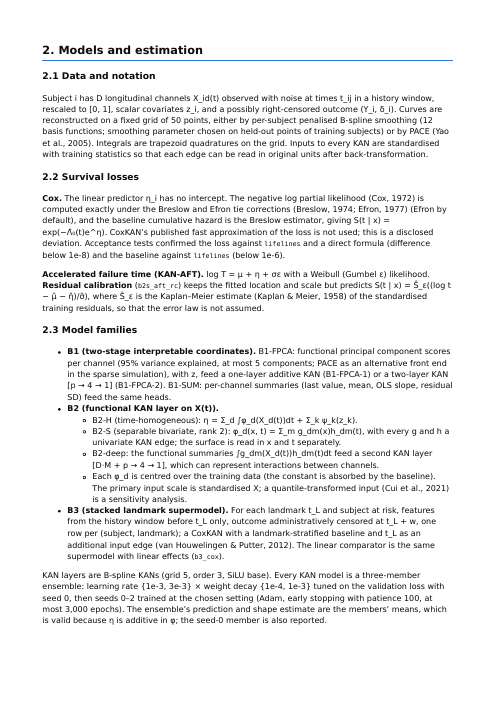 2. Models and estimation
2.1 Data and notation
Subject i has D longitudinal channels X_id(t) observed with noise at times t_ij in a history window,
rescaled to [0, 1], scalar covariates z_i, and a possibly right-censored outcome (Y_i, δ_i). Curves are
reconstructed on a fixed grid of 50 points, either by per-subject penalised B-spline smoothing (12
basis functions; smoothing parameter chosen on held-out points of training subjects) or by PACE (Yao
et al., 2005). Integrals are trapezoid quadratures on the grid. Inputs to every KAN are standardised
with training statistics so that each edge can be read in original units after back-transformation.
2.2 Survival losses
Cox. The linear predictor η_i has no intercept. The negative log partial likelihood (Cox, 1972) is
computed exactly under the Breslow and Efron tie corrections (Breslow, 1974; Efron, 1977) (Efron by
default), and the baseline cumulative hazard is the Breslow estimator, giving S(t | x) =
exp(−Λ̂₀(t)e^η). CoxKAN's published fast approximation of the loss is not used; this is a disclosed
deviation. Acceptance tests confirmed the loss against lifelines and a direct formula (difference
below 1e-8) and the baseline against lifelines (below 1e-6).
Accelerated failure time (KAN-AFT). log T = μ + η + σε with a Weibull (Gumbel ε) likelihood.
Residual calibration (b2s_aft_rc) keeps the fitted location and scale but predicts S(t | x) = Ŝ_ε((log t
− μ̂ − η̂)/σ̂), where Ŝ_ε is the Kaplan–Meier estimate (Kaplan & Meier, 1958) of the standardised
training residuals, so that the error law is not assumed.
2.3 Model families
• B1 (two-stage interpretable coordinates). B1-FPCA: functional principal component scores
per channel (95% variance explained, at most 5 components; PACE as an alternative front end
in the sparse simulation), with z, feed a one-layer additive KAN (B1-FPCA-1) or a two-layer KAN
[p → 4 → 1] (B1-FPCA-2). B1-SUM: per-channel summaries (last value, mean, OLS slope, residual
SD) feed the same heads.
• B2 (functional KAN layer on X(t)).
◦ B2-H (time-homogeneous): η = Σ_d ∫φ_d(X_d(t))dt + Σ_k ψ_k(z_k).
◦ B2-S (separable bivariate, rank 2): φ_d(x, t) = Σ_m g_dm(x)h_dm(t), with every g and h a
univariate KAN edge; the surface is read in x and t separately.
◦ B2-deep: the functional summaries ∫g_dm(X_d(t))h_dm(t)dt feed a second KAN layer
[D·M + p → 4 → 1], which can represent interactions between channels.
◦ Each φ_d is centred over the training data (the constant is absorbed by the baseline).
The primary input scale is standardised X; a quantile-transformed input (Cui et al., 2021)
is a sensitivity analysis.
• B3 (stacked landmark supermodel). For each landmark t_L and subject at risk, features
from the history window before t_L only, outcome administratively censored at t_L + w, one
row per (subject, landmark); a CoxKAN with a landmark-stratified baseline and t_L as an
additional input edge (van Houwelingen & Putter, 2012). The linear comparator is the same
supermodel with linear effects (b3_cox).
KAN layers are B-spline KANs (grid 5, order 3, SiLU base). Every KAN model is a three-member
ensemble: learning rate {1e-3, 3e-3} × weight decay {1e-4, 1e-3} tuned on the validation loss with
seed 0, then seeds 0–2 trained at the chosen setting (Adam, early stopping with patience 100, at
most 3,000 epochs). The ensemble's prediction and shape estimate are the members' means, which
is valid because η is additive in φ; the seed-0 member is also reported.